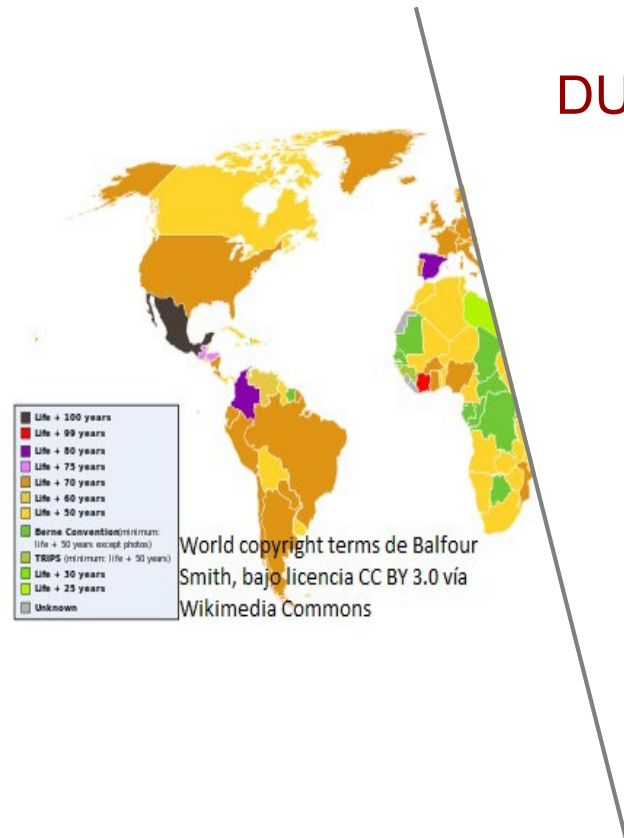 DU
Life + 100 years
Life + 99 years
Life + 80 years
Life + 75 years
Life + 70 years
Life + 60 years
Life + 50 years
Berne Convention(minimum:
life + 50 years except photos)
TRIPS (minimum: life + 50 years)
Life + 30 years
Life + 25 years
Unknown
World copyright terms de Balfour
Smith, bajo licencia CC BY 3.0 vía
Wikimedia Commons